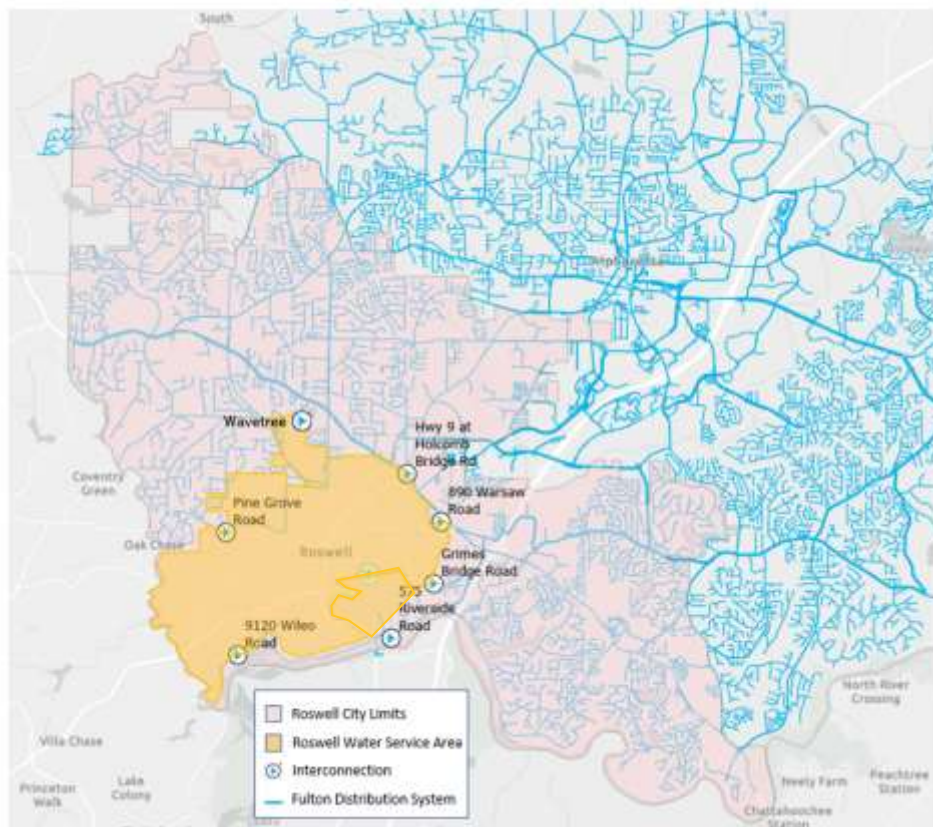 South
Alpharetta
Wavetree
Hwy 9 at
Holcomb
Bridge Rd
Coventry
Green
Pine Grove
Road
890 Warsaw
Road
Oak Chase
Roswell
Grimes
Bridge Road
575
Riverside
Road
9120 Wileo
Road
North River
Crossing
Roswell City Limits
Roswell Water Service Area
Interconnection
Fulton Distribution System
Villa Chase
Princeton
Walk
Lake
Colony
Neely Farm
Peachtree
Station
Chattahoochee
Station